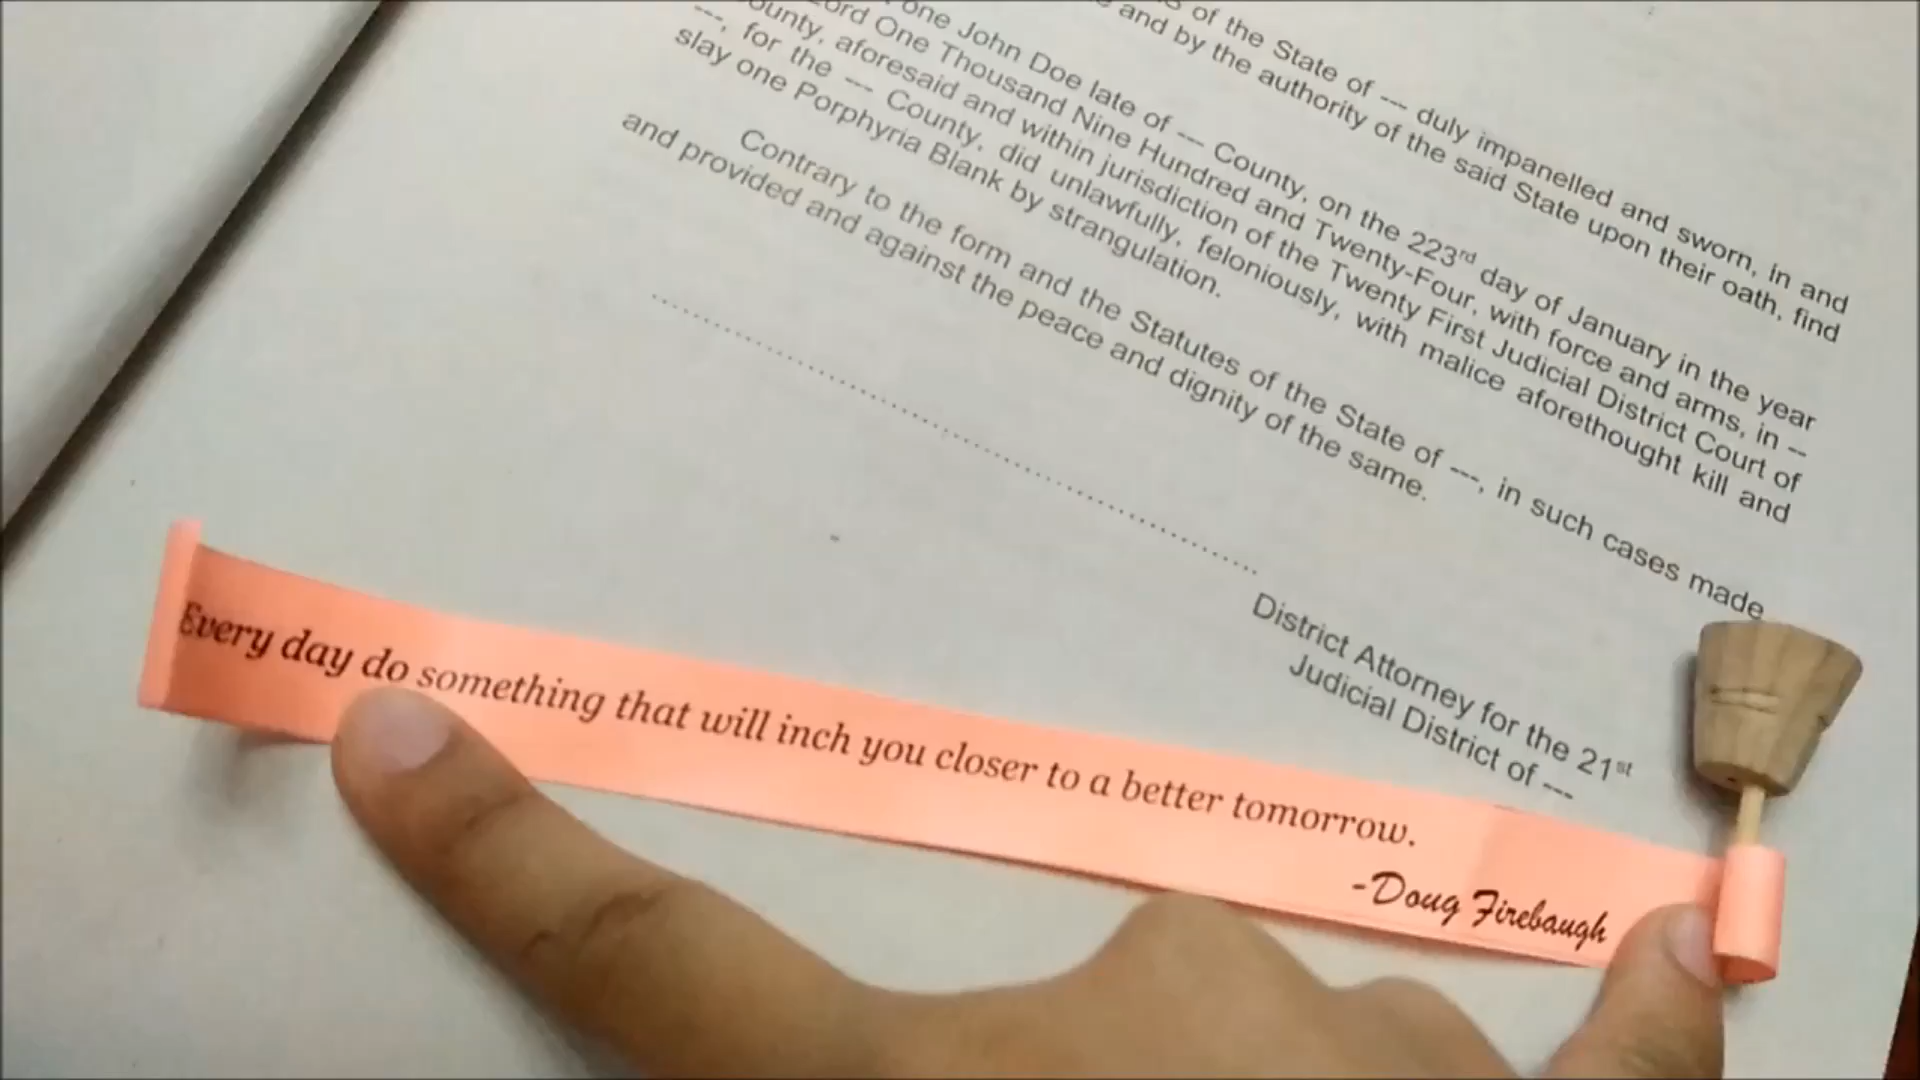 of the State of --- duly impanelled and sworn, in and
and by the authority of the said State upon their oath, find
one John Doe late of --- County, on the 223rd day of January in the year
ord One Thousand Nine Hundred and Twenty-Four, with force and arms, in --
ounty, aforesaid and within jurisdiction of the Twenty First Judicial District Court of
---, for the --- County, did unlawfully, feloniously, with malice aforethought kill and
slay one Porphyria Blank by strangulation.
Contrary to the form and the Statutes of the State of ---, in such cases made
and provided and against the peace and dignity of the same.
District Attorney for the 21st
Judicial District of ---
Every day do something that will inch you closer to a better tomorrow.
-Doug Firebaugh